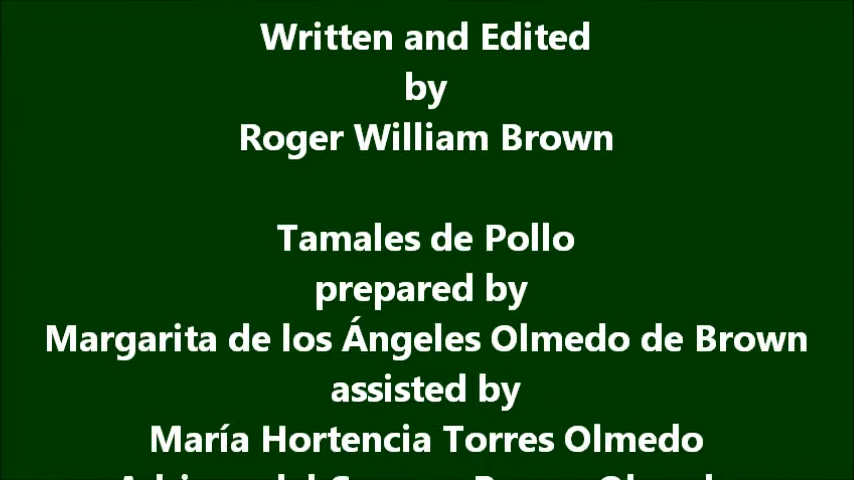 Written and Edited
by
Roger William Brown
Tamales de Pollo
prepared by
Margarita de los Ángeles Olmedo de Brown
assisted by
María Hortencia Torres Olmedo